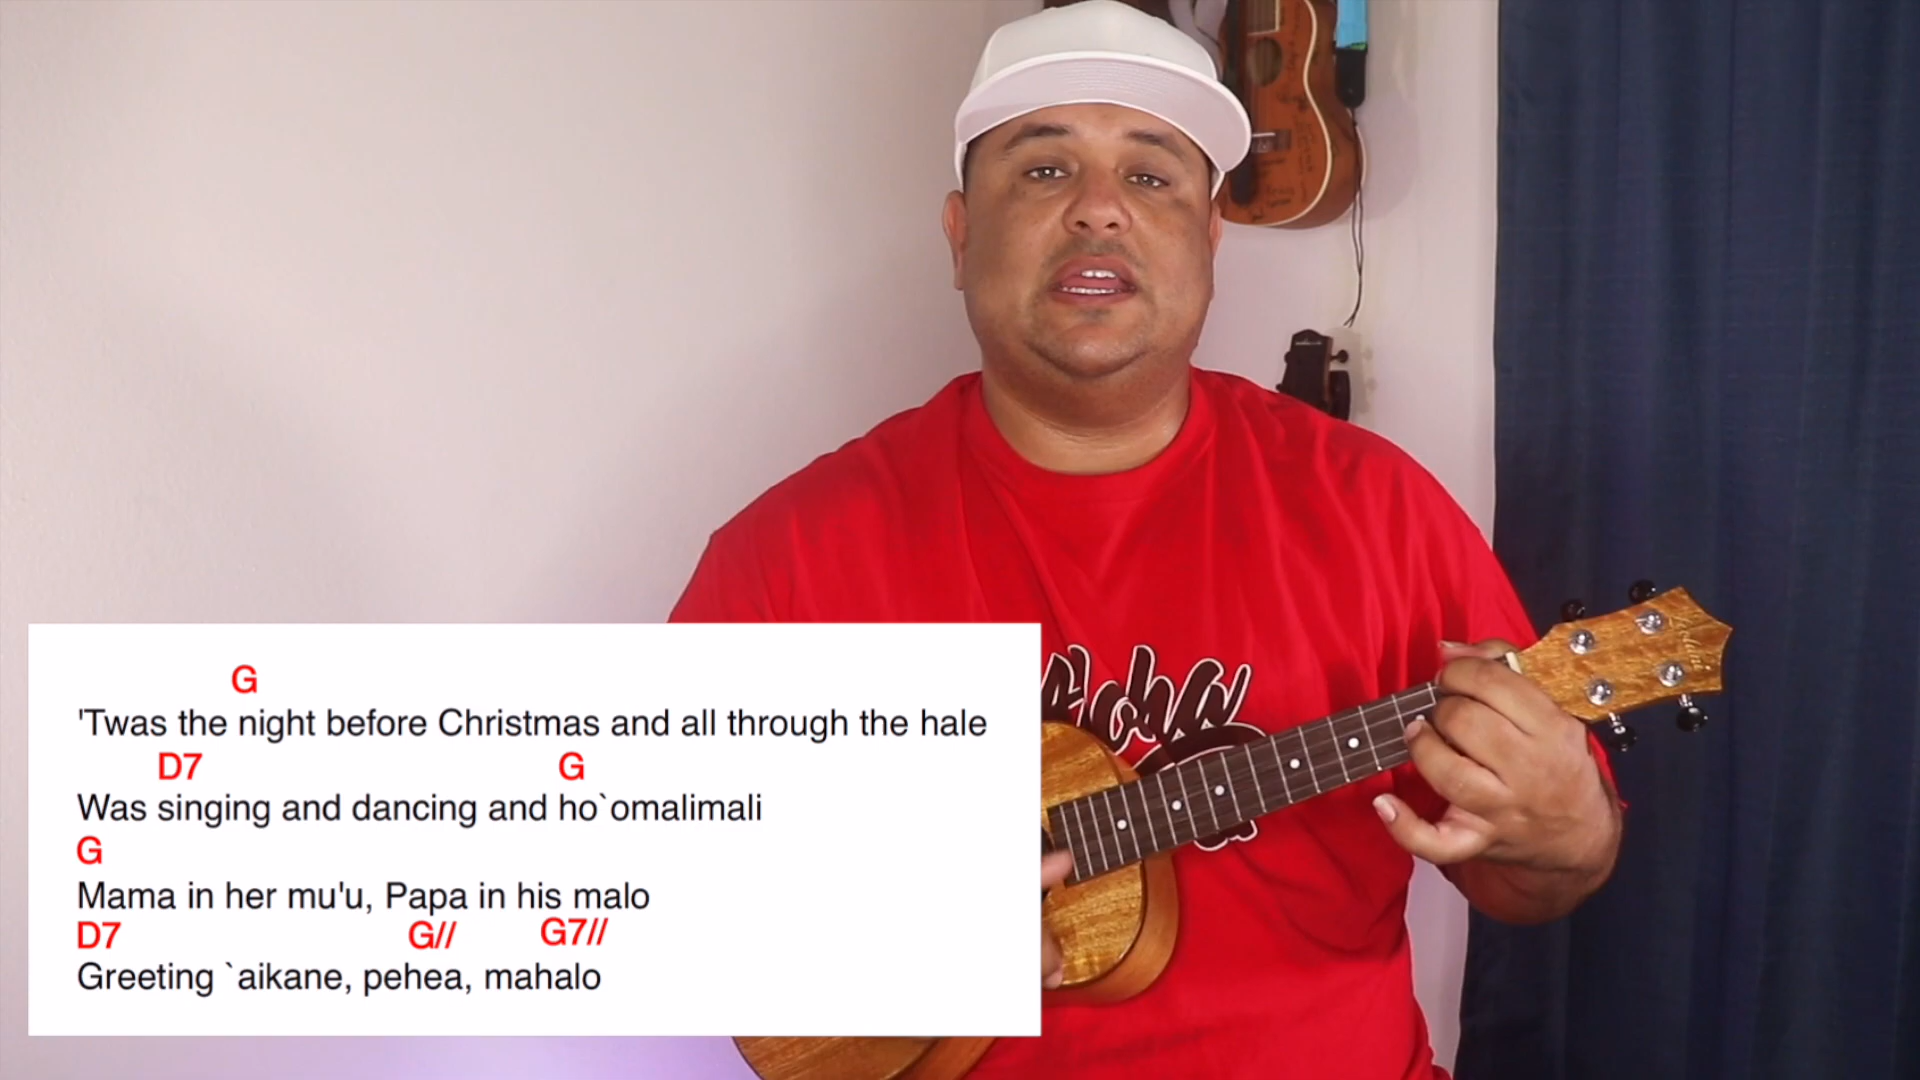 G
'Twas the night before Christmas and all through the hale
D7 G
Was singing and dancing and ho`omalimali
G
Mama in her mu'u, Papa in his malo
D7 G// G7//
Greeting `aikane, pehea, mahalo
Aloha